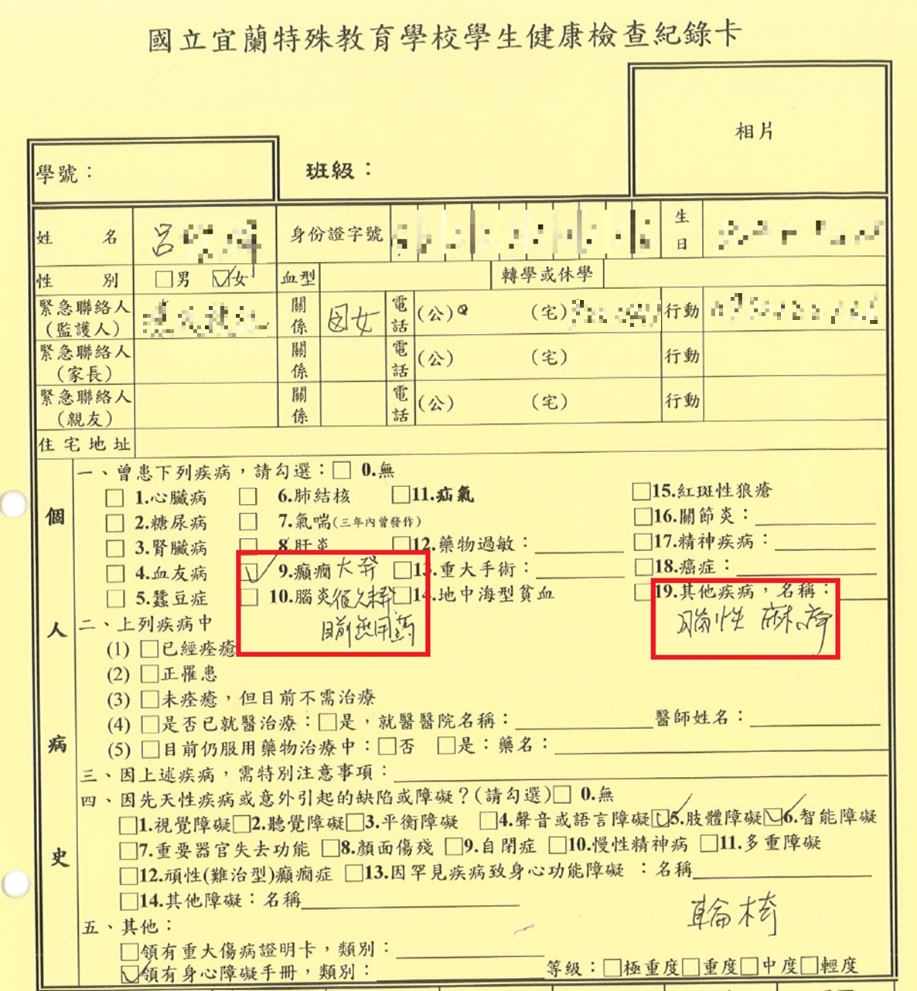 國立宜蘭特殊教育學校學生健康檢查紀錄卡
相片
學號：
班級：
姓名 呂 身份證字號 生日
性別 □男 ☑女 血型 轉學或休學
緊急聯絡人（監護人） 關係 母女 電話 (公) (宅) 行動
緊急聯絡人（家長） 關係 電話 (公) (宅) 行動
緊急聯絡人（親友） 關係 電話 (公) (宅) 行動
住宅地址
個人病史
一、曾患下列疾病，請勾選：□ 0.無
□ 1.心臟病 □ 6.肺結核 □11.疝氣 □15.紅斑性狼瘡
□ 2.糖尿病 □ 7.氣喘(三年內曾發作) □16.關節炎：
□ 3.腎臟病 8.肝炎 □12.藥物過敏： □17.精神疾病：
□ 4.血友病 ☑ 9.癲癇 大發 □13.重大手術： □18.癌症：
□ 5.蠶豆症 □ 10.腦炎 很久 □14.地中海型貧血 □19.其他疾病，名稱：
目前 用药
腦性麻痺
二、上列疾病中
(1) □已經痊癒
(2) □正罹患
(3) □未痊癒，但目前不需治療
(4) □是否已就醫治療：□是，就醫醫院名稱： 醫師姓名：
(5) □目前仍服用藥物治療中：□否 □是：藥名：
三、因上述疾病，需特別注意事項：
四、因先天性疾病或意外引起的缺陷或障礙？(請勾選)□ 0.無
□1.視覺障礙□2.聽覺障礙□3.平衡障礙 □4.聲音或語言障礙☑5.肢體障礙☑6.智能障礙
□7.重要器官失去功能 □8.顏面傷殘 □9.自閉症 □10.慢性精神病 □11.多重障礙
□12.頑性(難治型)癲癇症 □13.因罕見疾病致身心功能障礙 ：名稱
□14.其他障礙：名稱
輪椅
五、其他：
□領有重大傷病證明卡，類別：
☑領有身心障礙手冊，類別： 等級：□極重度□重度□中度□輕度